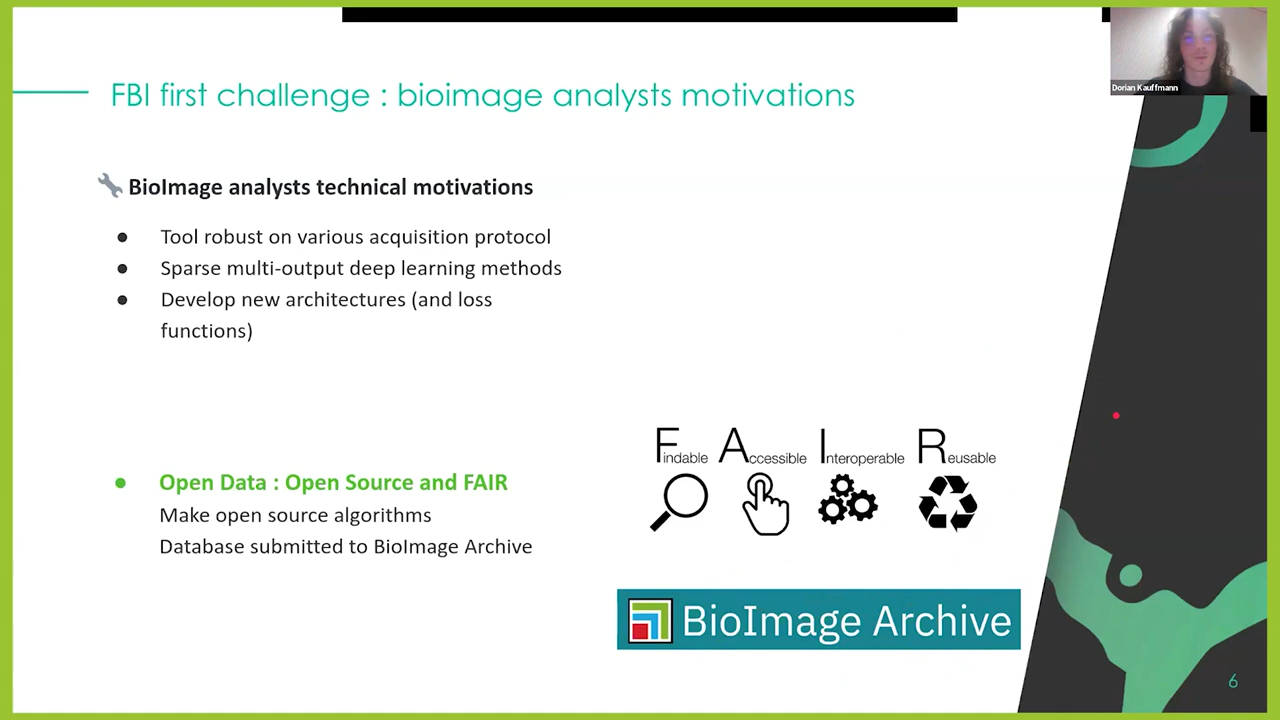 FBI first challenge : bioimage analysts motivations
Dorian Kauffmann
BioImage analysts technical motivations
● Tool robust on various acquisition protocol
● Sparse multi-output deep learning methods
● Develop new architectures (and loss
functions)
● Open Data : Open Source and FAIR
Make open source algorithms
Database submitted to BioImage Archive
Findable Accessible Interoperable Reusable
BioImage Archive
6